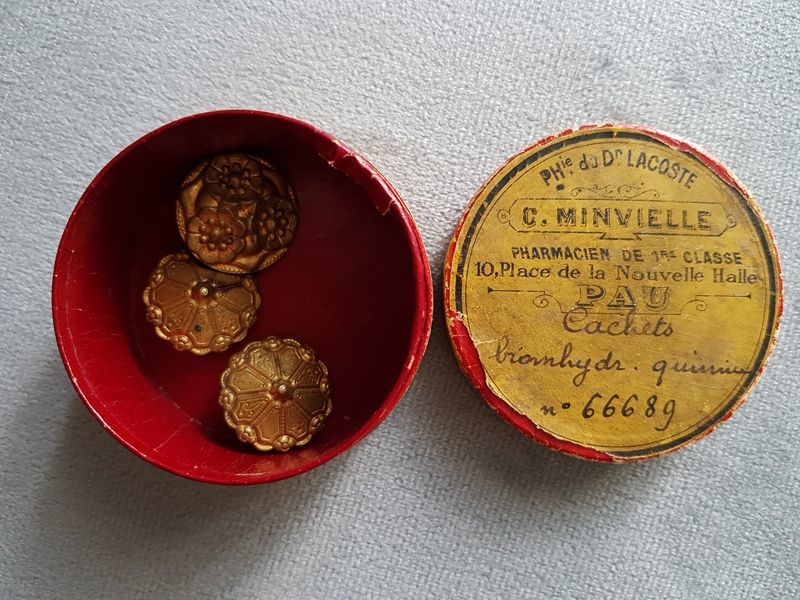 PHie du Dr LACOSTE
C. MINVIELLE
PHARMACIEN DE 1RE CLASSE
10, Place de la Nouvelle Halle
PAU
Cachets
bromhydr. quinine
n° 66689